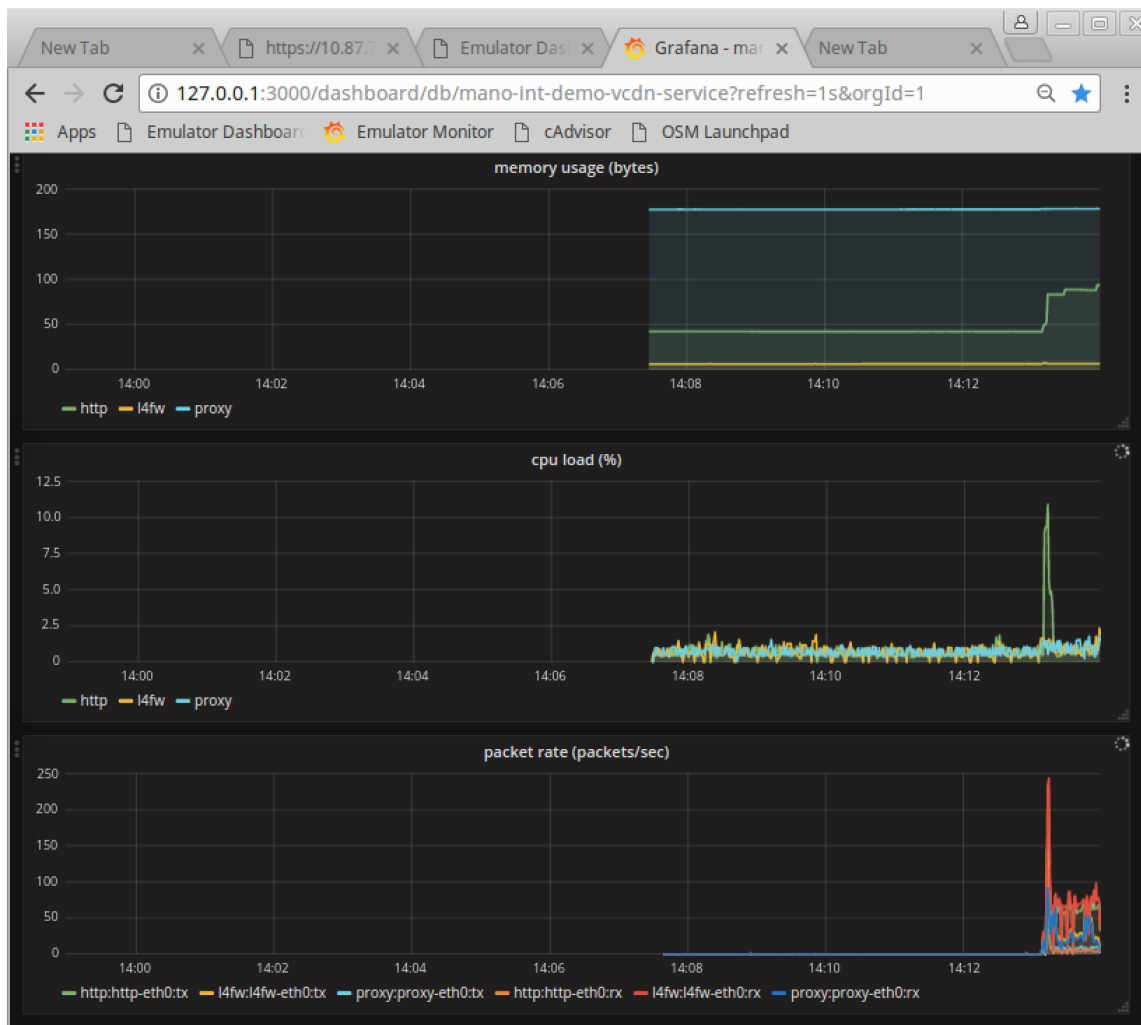 New Tab https://10.87.7 Emulator Das Grafana - mar New Tab
127.0.0.1:3000/dashboard/db/mano-int-demo-vcdn-service?refresh=1s&orgId=1
Apps Emulator Dashboar Emulator Monitor cAdvisor OSM Launchpad
memory usage (bytes)
200
150
100
50
0
14:00 14:02 14:04 14:06 14:08 14:10 14:12
http l4fw proxy
cpu load (%)
12.5
10.0
7.5
5.0
2.5
0
14:00 14:02 14:04 14:06 14:08 14:10 14:12
http l4fw proxy
packet rate (packets/sec)
250
200
150
100
50
0
14:00 14:02 14:04 14:06 14:08 14:10 14:12
http:http-eth0:tx l4fw:l4fw-eth0:tx proxy:proxy-eth0:tx http:http-eth0:rx l4fw:l4fw-eth0:rx proxy:proxy-eth0:rx